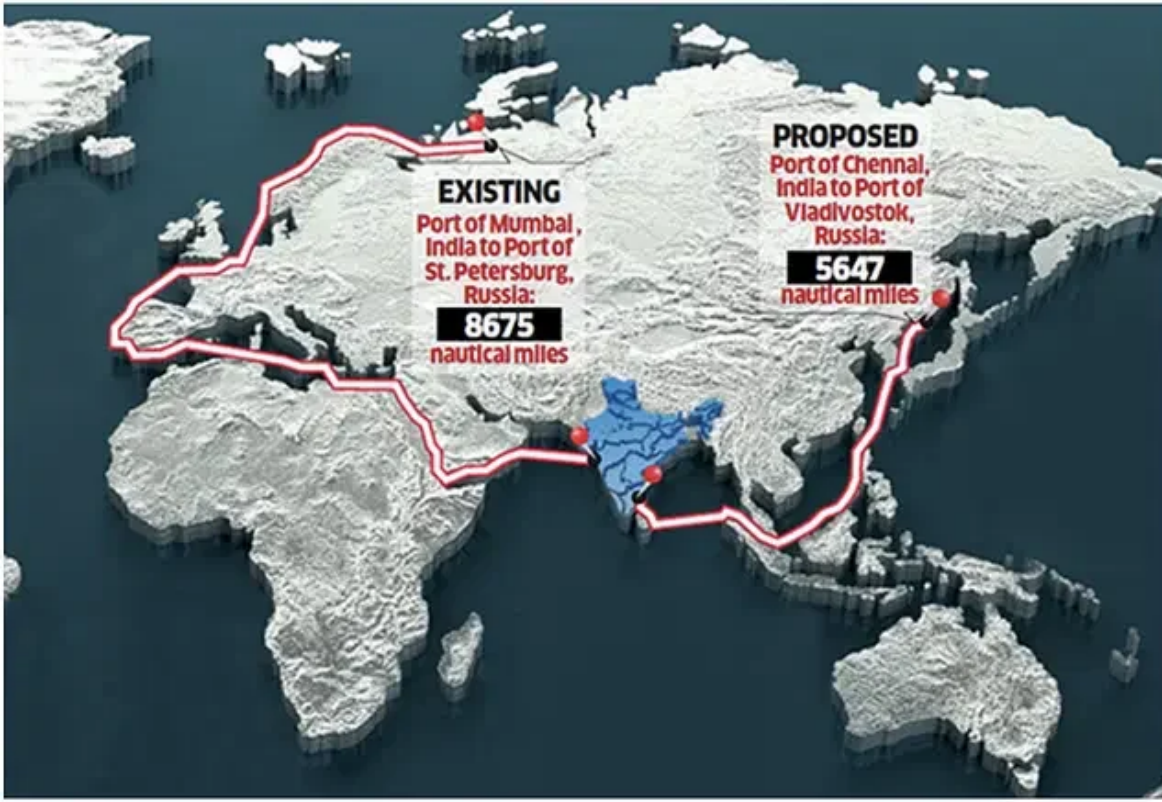 EXISTING
Port of Mumbai,
India to Port of
St. Petersburg,
Russia:
8675
nautical miles
PROPOSED
Port of Chennai,
India to Port of
Vladivostok,
Russia:
5647
nautical miles